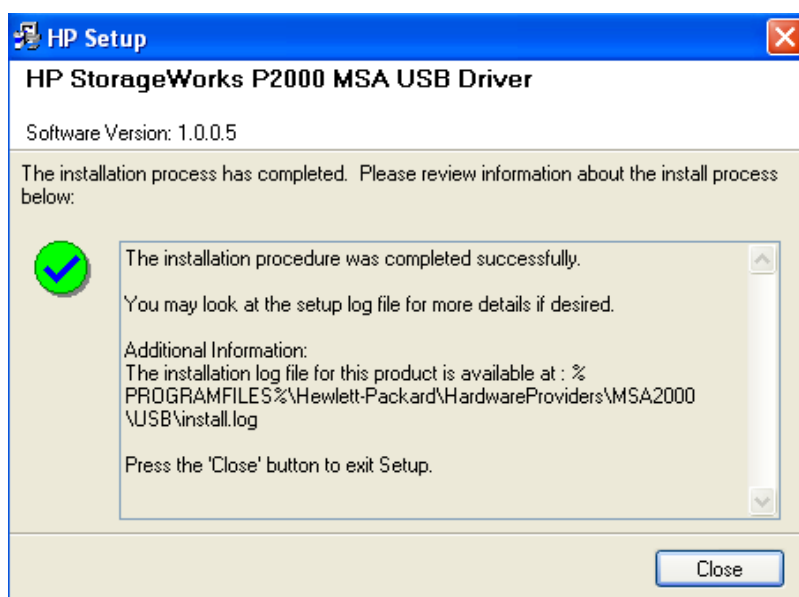 HP Setup
HP StorageWorks P2000 MSA USB Driver
Software Version: 1.0.0.5
The installation process has completed.  Please review information about the install process
below:
The installation procedure was completed successfully.
You may look at the setup log file for more details if desired.
Additional Information:
The installation log file for this product is available at : %
PROGRAMFILES%\Hewlett-Packard\HardwareProviders\MSA2000
\USB\install.log
Press the 'Close' button to exit Setup.
Close